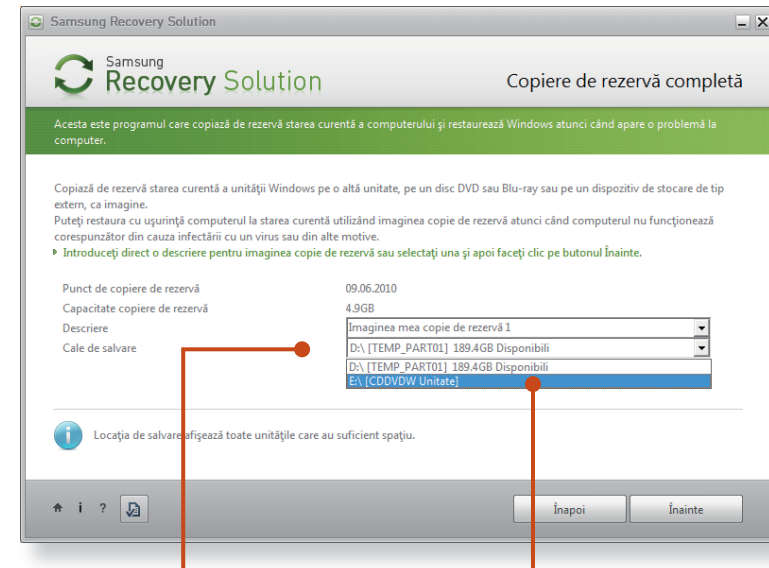 Samsung Recovery Solution
Samsung
Recovery Solution
Copiere de rezervă completă
Acesta este programul care copiază de rezervă starea curentă a computerului şi restaurează Windows atunci când apare o problemă la
computer.
Copiază de rezervă starea curentă a unităţii Windows pe o altă unitate, pe un disc DVD sau Blu-ray sau pe un dispozitiv de stocare de tip
extern, ca imagine.
Puteţi restaura cu uşurinţă computerul la starea curentă utilizând imaginea copie de rezervă atunci când computerul nu funcţionează
corespunzător din cauza infectării cu un virus sau din alte motive.
Introduceţi direct o descriere pentru imaginea copie de rezervă sau selectaţi una şi apoi faceţi clic pe butonul Înainte.
Punct de copiere de rezervă 09.06.2010
Capacitate copiere de rezervă 4.9GB
Descriere Imaginea mea copie de rezervă 1
Cale de salvare D:\ [TEMP_PART01] 189.4GB Disponibili
D:\ [TEMP_PART01] 189.4GB Disponibili
E:\ [CDDVDW Unitate]
Locaţia de salvare afişează toate unităţile care au suficient spaţiu.
i ? Înapoi Înainte